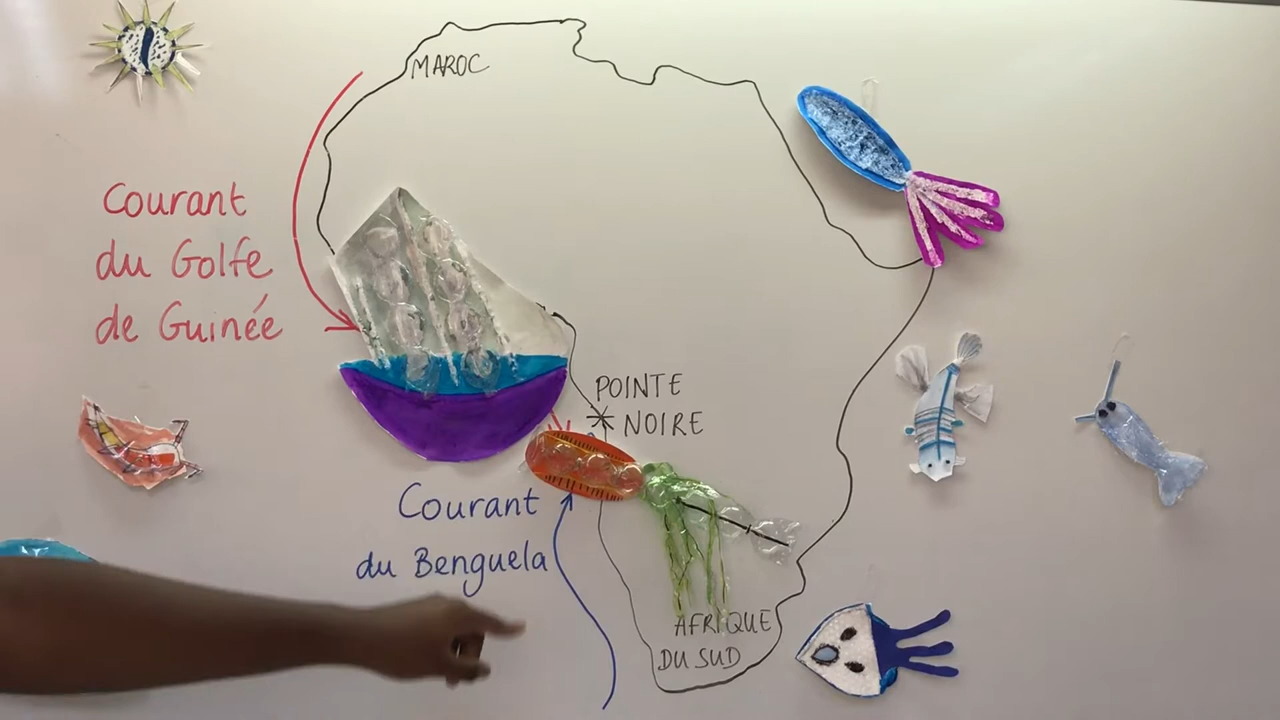 MAROC
Courant
du Golfe
de Guinée
POINTE
NOIRE
Courant
du Benguela
AFRIQUE
DU SUD